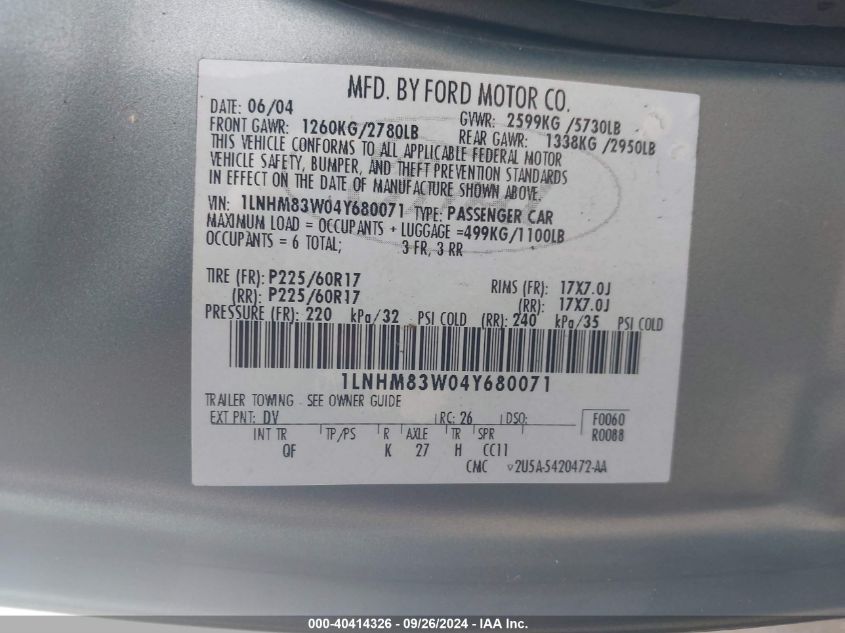 MFD. BY FORD MOTOR CO.
DATE: 06/04 GVWR: 2599KG /5730LB
FRONT GAWR: 1260KG/2780LB REAR GAWR: 1338KG /2950LB
THIS VEHICLE CONFORMS TO ALL APPLICABLE FEDERAL MOTOR
VEHICLE SAFETY, BUMPER, AND THEFT PREVENTION STANDARDS
IN EFFECT ON THE DATE OF MANUFACTURE SHOWN ABOVE.
VIN: 1LNHM83W04Y680071 TYPE: PASSENGER CAR
MAXIMUM LOAD = OCCUPANTS + LUGGAGE =499KG/1100LB
OCCUPANTS = 6 TOTAL; 3 FR, 3 RR
TIRE (FR): P225/60R17 RIMS (FR): 17X7.0J
(RR): P225/60R17 (RR): 17X7.0J
PRESSURE (FR): 220 kPa/32 PSI COLD (RR): 240 kPa/35 PSI COLD
1LNHM83W04Y680071
TRAILER TOWING - SEE OWNER GUIDE
EXT PNT: DV RC: 26 DSO: F0060
INT TR TP/PS R AXLE TR SPR R0088
QF K 27 H CC11
CMC v2U5A-5420472-AA
000-40414326 - 09/26/2024 - IAA Inc.